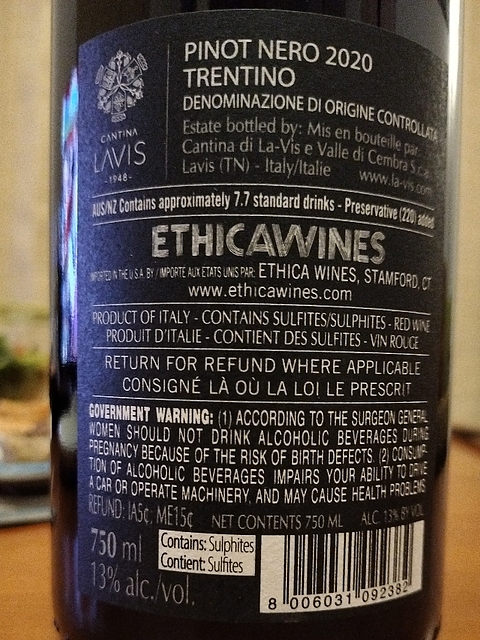 PINOT NERO 2020
TRENTINO
DENOMINAZIONE DI ORIGINE CONTROLLATA
Estate bottled by: Mis en bouteille par:
Cantina di La-Vis e Valle di Cembra S.c.a.
Lavis (TN) - Italy/Italie www.la-vis.com
CANTINA
LAVIS
-1948-
AUS/NZ Contains approximately 7.7 standard drinks - Preservative (220) added
ETHICAWINES
IMPORTED IN THE U.S.A. BY / IMPORTE AUX ETATS UNIS PAR: ETHICA WINES, STAMFORD, CT.
www.ethicawines.com
PRODUCT OF ITALY - CONTAINS SULFITES/SULPHITES - RED WINE
PRODUIT D'ITALIE - CONTIENT DES SULFITES - VIN ROUGE
RETURN FOR REFUND WHERE APPLICABLE
CONSIGNÉ LÀ OÙ LA LOI LE PRESCRIT
GOVERNMENT WARNING: (1) ACCORDING TO THE SURGEON GENERAL,
WOMEN SHOULD NOT DRINK ALCOHOLIC BEVERAGES DURING
PREGNANCY BECAUSE OF THE RISK OF BIRTH DEFECTS. (2) CONSUMP-
TION OF ALCOHOLIC BEVERAGES IMPAIRS YOUR ABILITY TO DRIVE
A CAR OR OPERATE MACHINERY, AND MAY CAUSE HEALTH PROBLEMS.
REFUND: IA5¢; ME15¢ NET CONTENTS 750 ML ALC. 13% BY VOL.
750 ml
13% alc./vol.
Contains: Sulphites
Contient: Sulfites
8 006031 092382